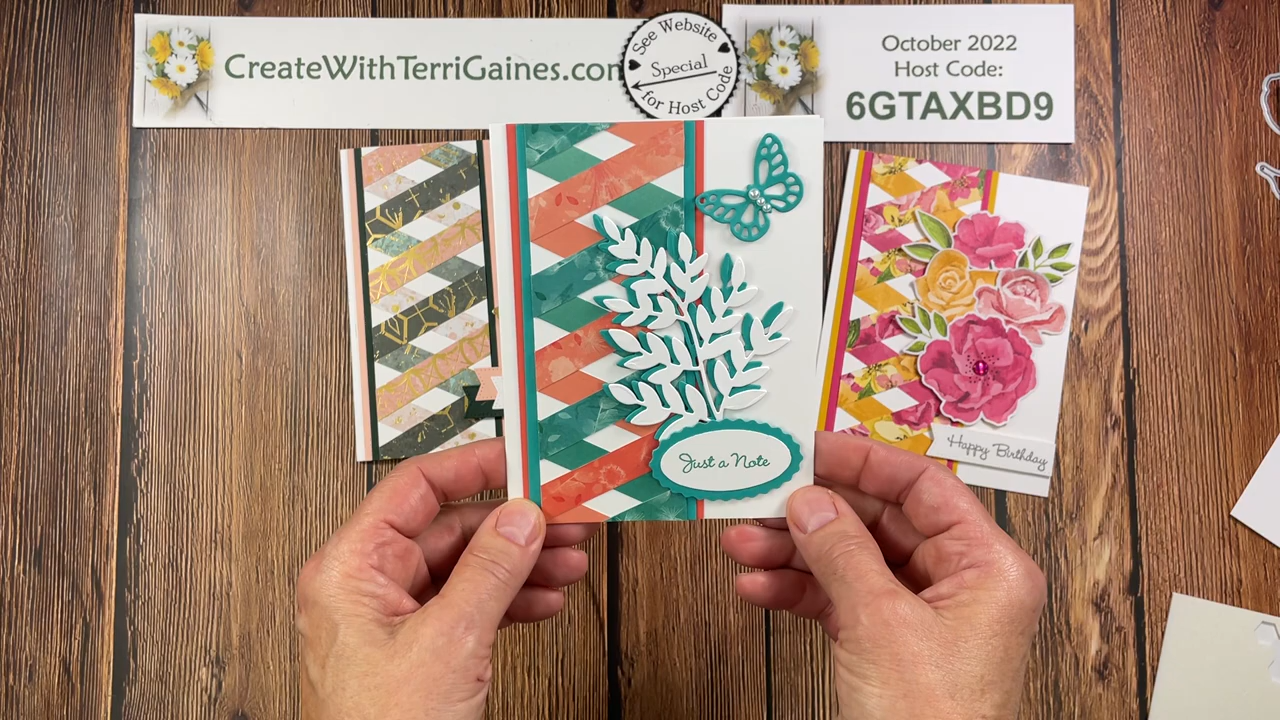 CreateWithTerriGaines.com
See Website
Special
for Host Code
October 2022
Host Code:
6GTAXBD9
Just a Note
Happy Birthday